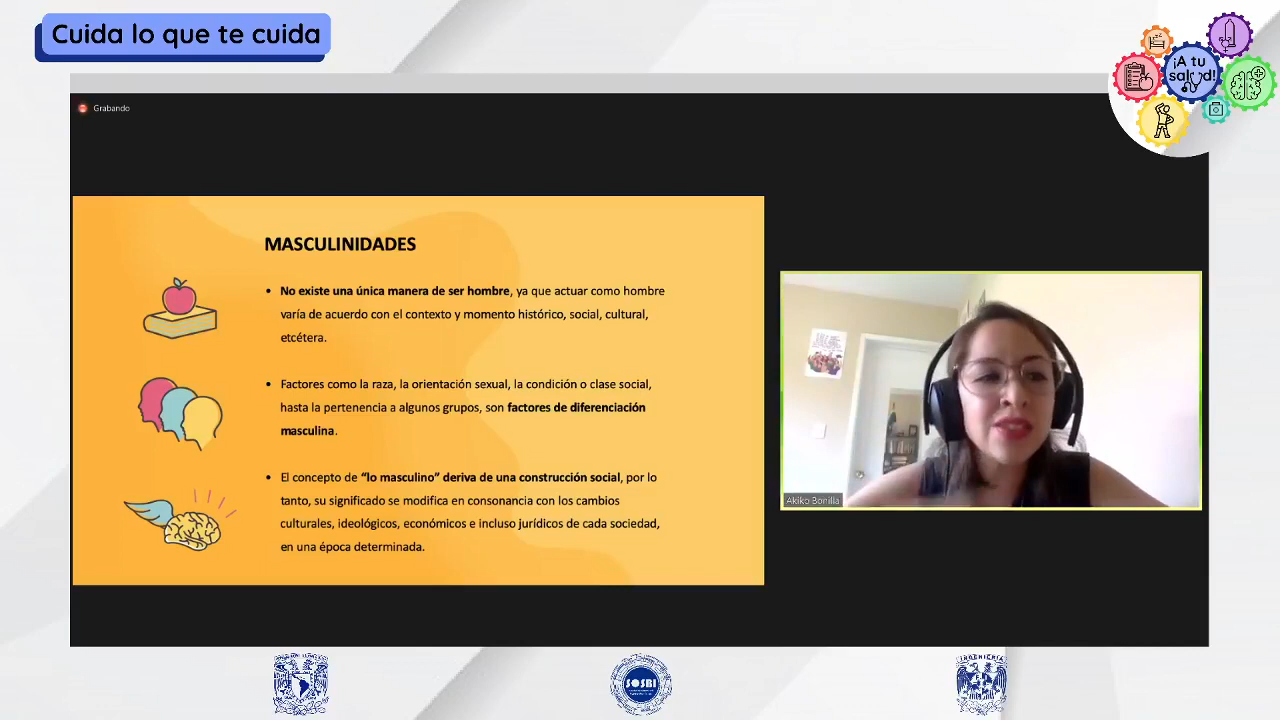 Cuida lo que te cuida
¡A tu
salud!
Grabando
MASCULINIDADES
• No existe una única manera de ser hombre, ya que actuar como hombre
varía de acuerdo con el contexto y momento histórico, social, cultural,
etcétera.
• Factores como la raza, la orientación sexual, la condición o clase social,
hasta la pertenencia a algunos grupos, son factores de diferenciación
masculina.
• El concepto de “lo masculino” deriva de una construcción social, por lo
tanto, su significado se modifica en consonancia con los cambios
culturales, ideológicos, económicos e incluso jurídicos de cada sociedad,
en una época determinada.
Akiko Bonilla
SOSBI
INGENIERIA